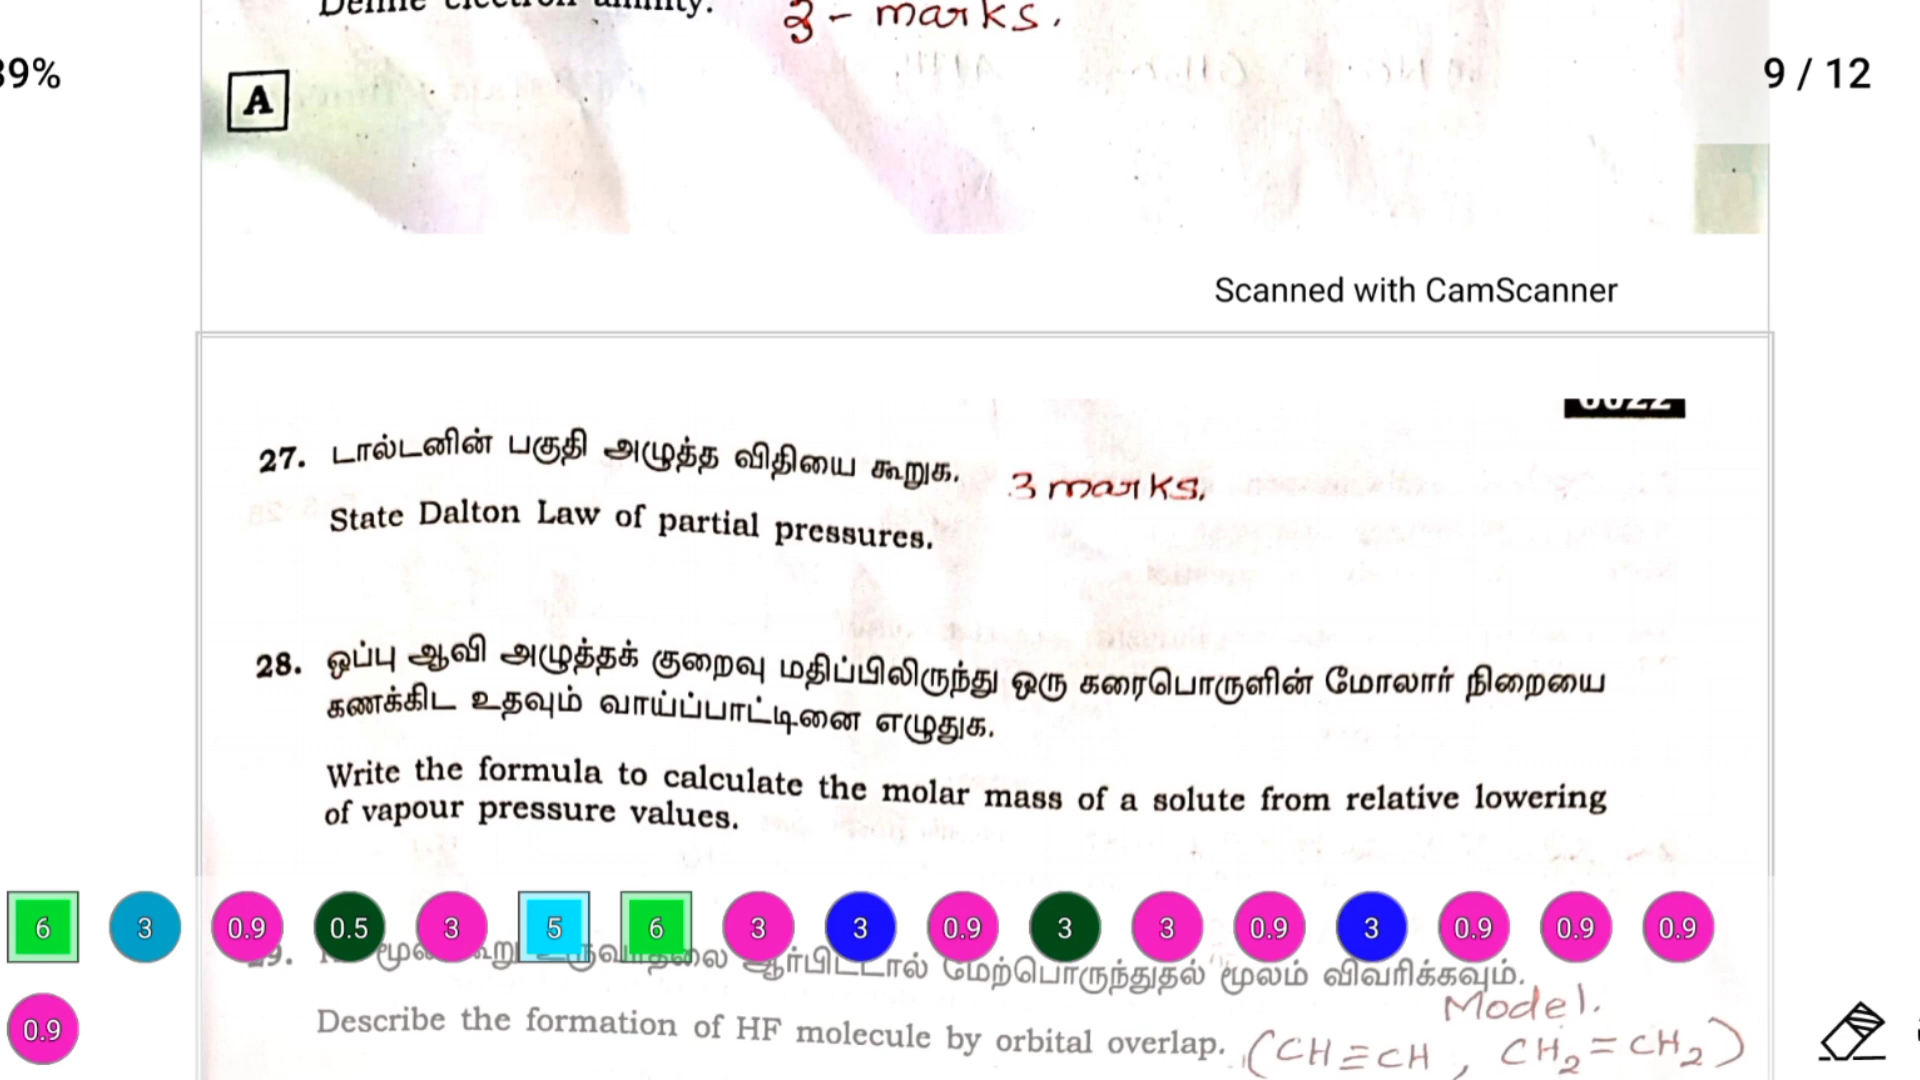 Define electron affinity.
3 - marks.
39%
9 / 12
A
Scanned with CamScanner
27. டால்டனின் பகுதி அழுத்த விதியை கூறுக.
3 marks.
State Dalton Law of partial pressures.
28. ஒப்பு ஆவி அழுத்தக் குறைவு மதிப்பிலிருந்து ஒரு கரைபொருளின் மோலார் நிறையை
கணக்கிட உதவும் வாய்ப்பாட்டினை எழுதுக.
Write the formula to calculate the molar mass of a solute from relative lowering
of vapour pressure values.
6 3 0.9 0.5 3 5 6 3 3 0.9 3 3 0.9 3 0.9 0.9 0.9
ஆர்பிட்டால் மேற்பொருந்துதல் மூலம் விவரிக்கவும்.
Model.
0.9
Describe the formation of HF molecule by orbital overlap. (CH≡CH, CH₂=CH₂)